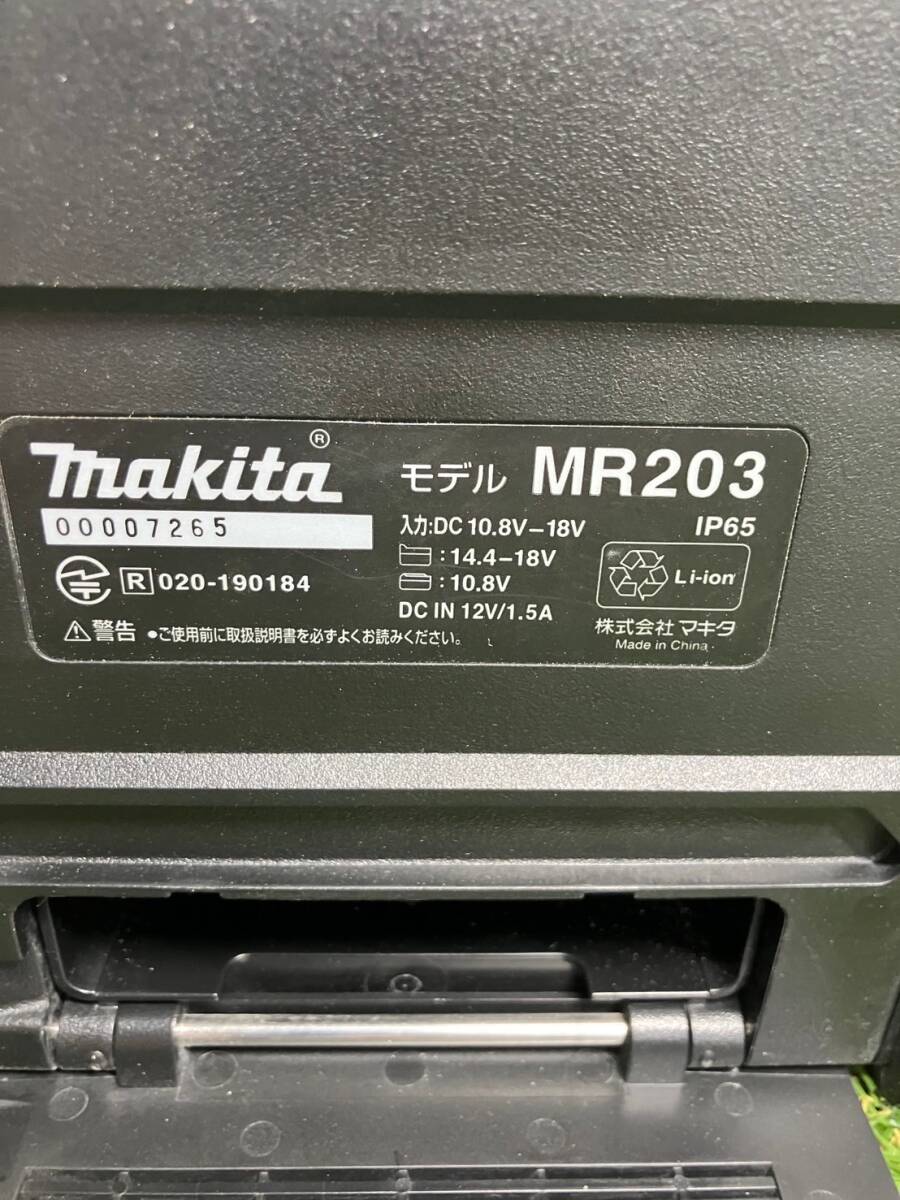 makita®
モデル MR203
00007265
入力:DC 10.8V-18V
IP65
:14.4-18V
:10.8V
Li-ion
R 020-190184
DC IN 12V/1.5A
株式会社 マキタ
警告 ●ご使用前に取扱説明書を必ずよくお読みください。
Made in China